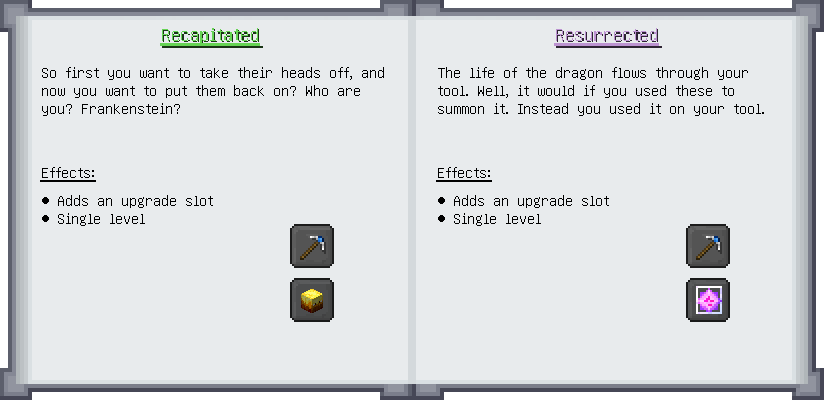 Recapitated
So first you want to take their heads off, and
now you want to put them back on? Who are
you? Frankenstein?
Effects:
● Adds an upgrade slot
● Single level
Resurrected
The life of the dragon flows through your
tool. Well, it would if you used these to
summon it. Instead you used it on your tool.
Effects:
● Adds an upgrade slot
● Single level